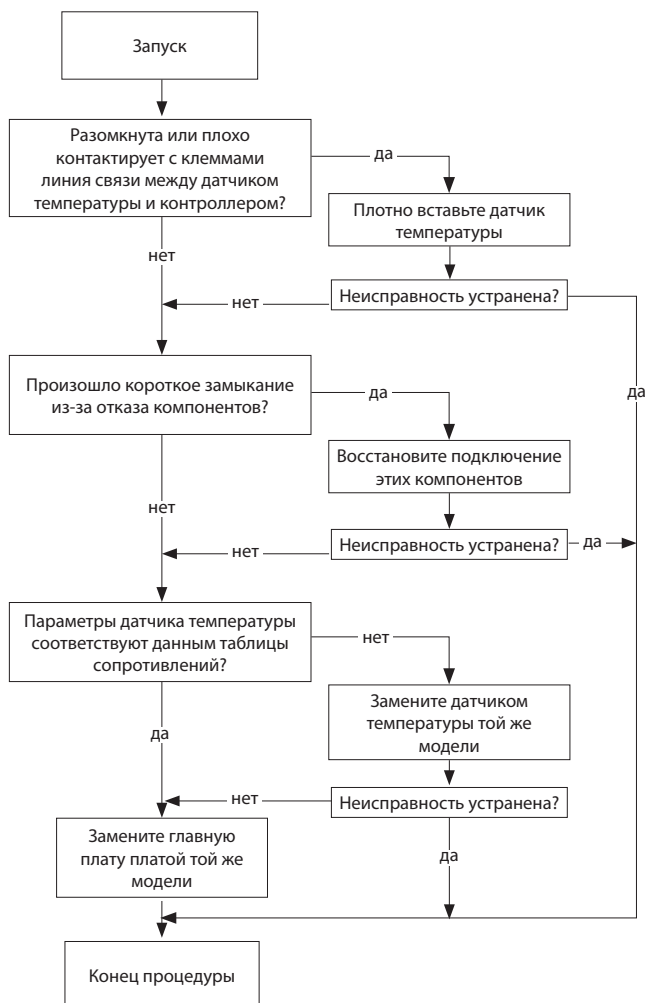 Запуск
Разомкнута или плохо
контактирует с клеммами
линия связи между датчиком
температуры и контроллером?
да
Плотно вставьте датчик
температуры
нет
Неисправность устранена?
нет
да
Произошло короткое замыкание
из-за отказа компонентов?
да
Восстановите подключение
этих компонентов
нет
Неисправность устранена?
да
нет
Параметры датчика температуры
соответствуют данным таблицы
сопротивлений?
нет
Замените датчиком
температуры той же
модели
да
Неисправность устранена?
нет
Замените главную
плату платой той же
модели
да
Конец процедуры